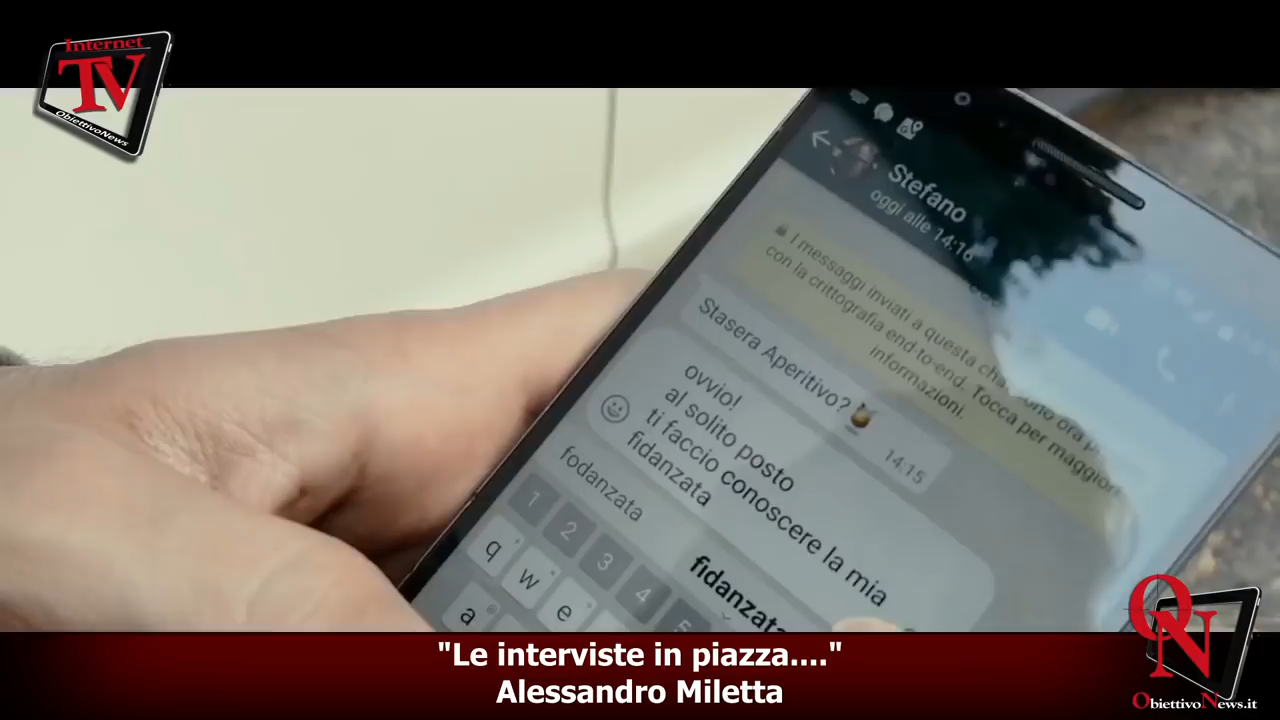 Internet
TV
ObiettivoNews
Stefano
oggi alle 14:16
I messaggi inviati a questa
con la crittografia end-to-end. Tocca per maggiori
informazioni.
Stasera Aperitivo?
14:15
ovvio!
al solito posto
ti faccio conoscere la mia
fidanzata
fodanzata
fidanzata
1 2 3 4 5
q w e
a
ON
ObiettivoNews.it
"Le interviste in piazza...."
Alessandro Miletta